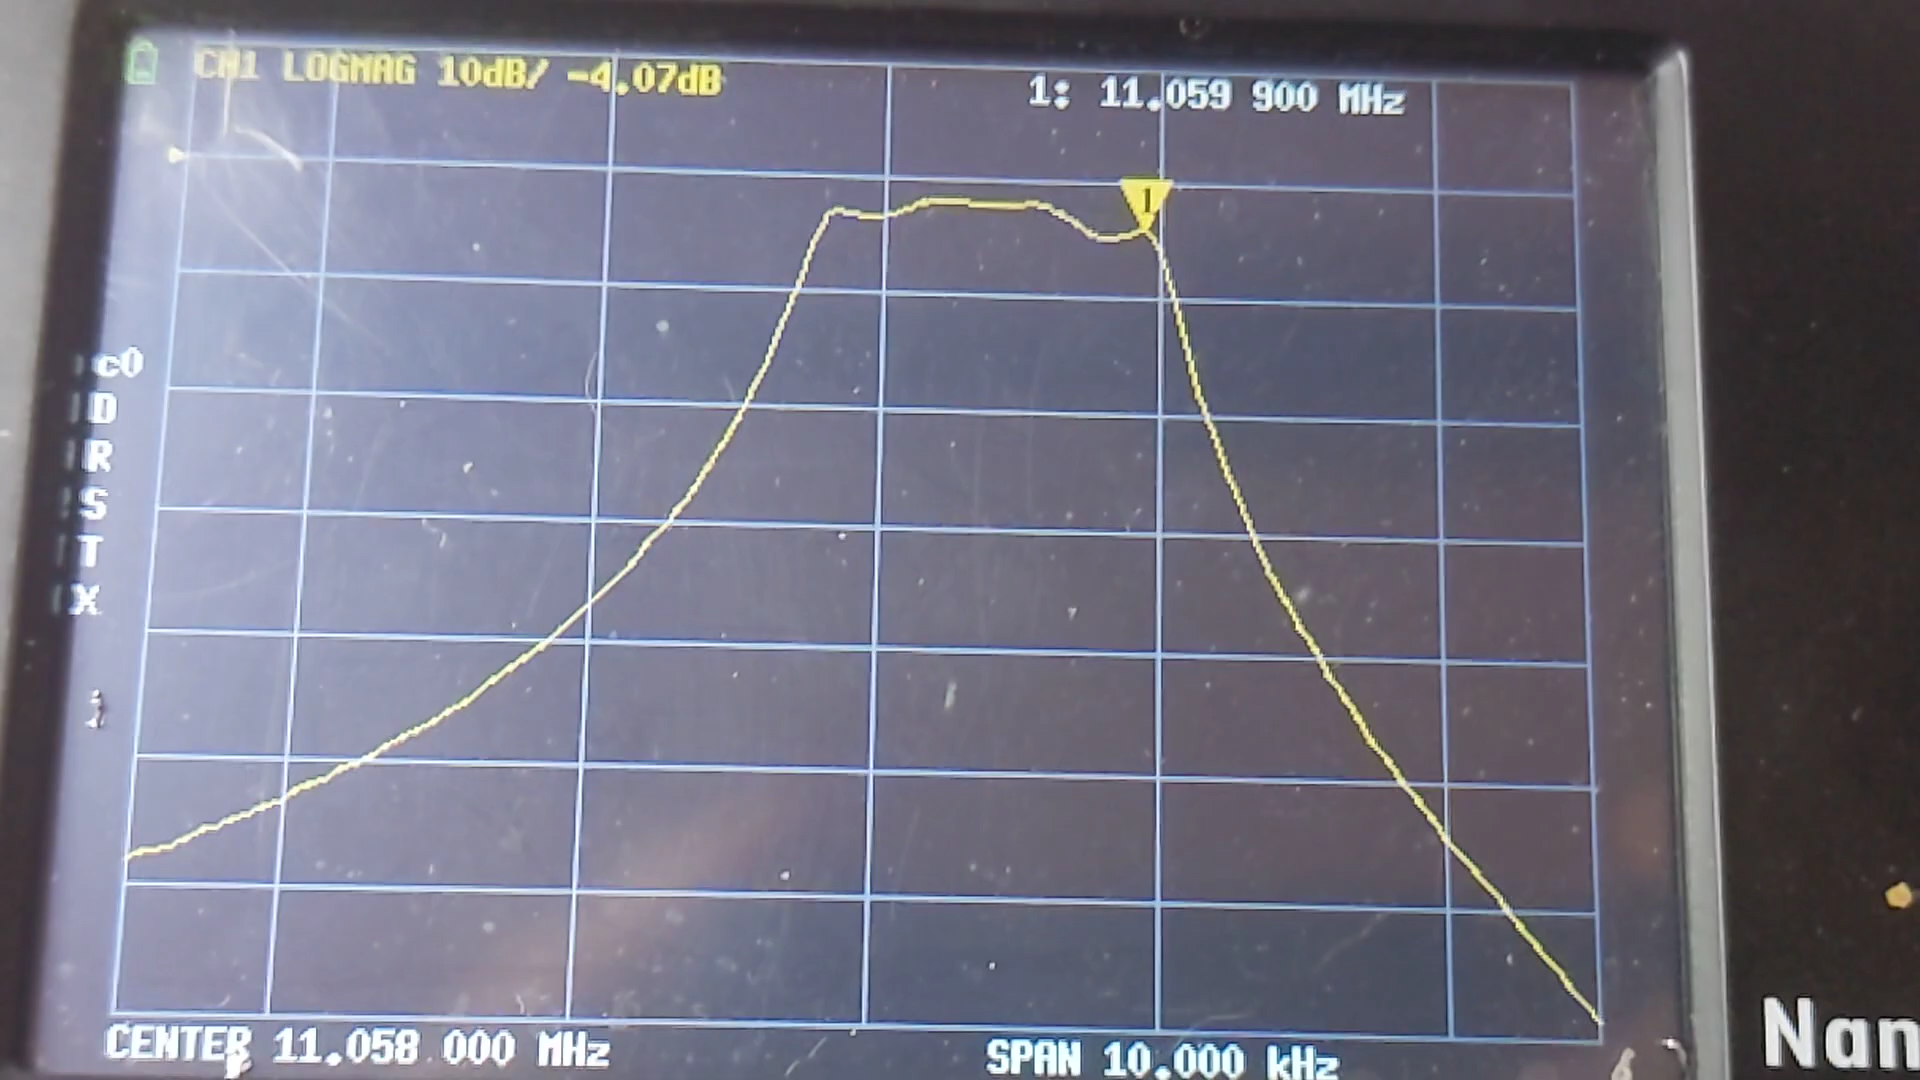 CH1 LOGMAG 10dB/ -4.07dB
1: 11.059 900 MHz
1
c0
D
R
S
T
X
CENTER 11.058 000 MHz
SPAN 10.000 kHz
Nan